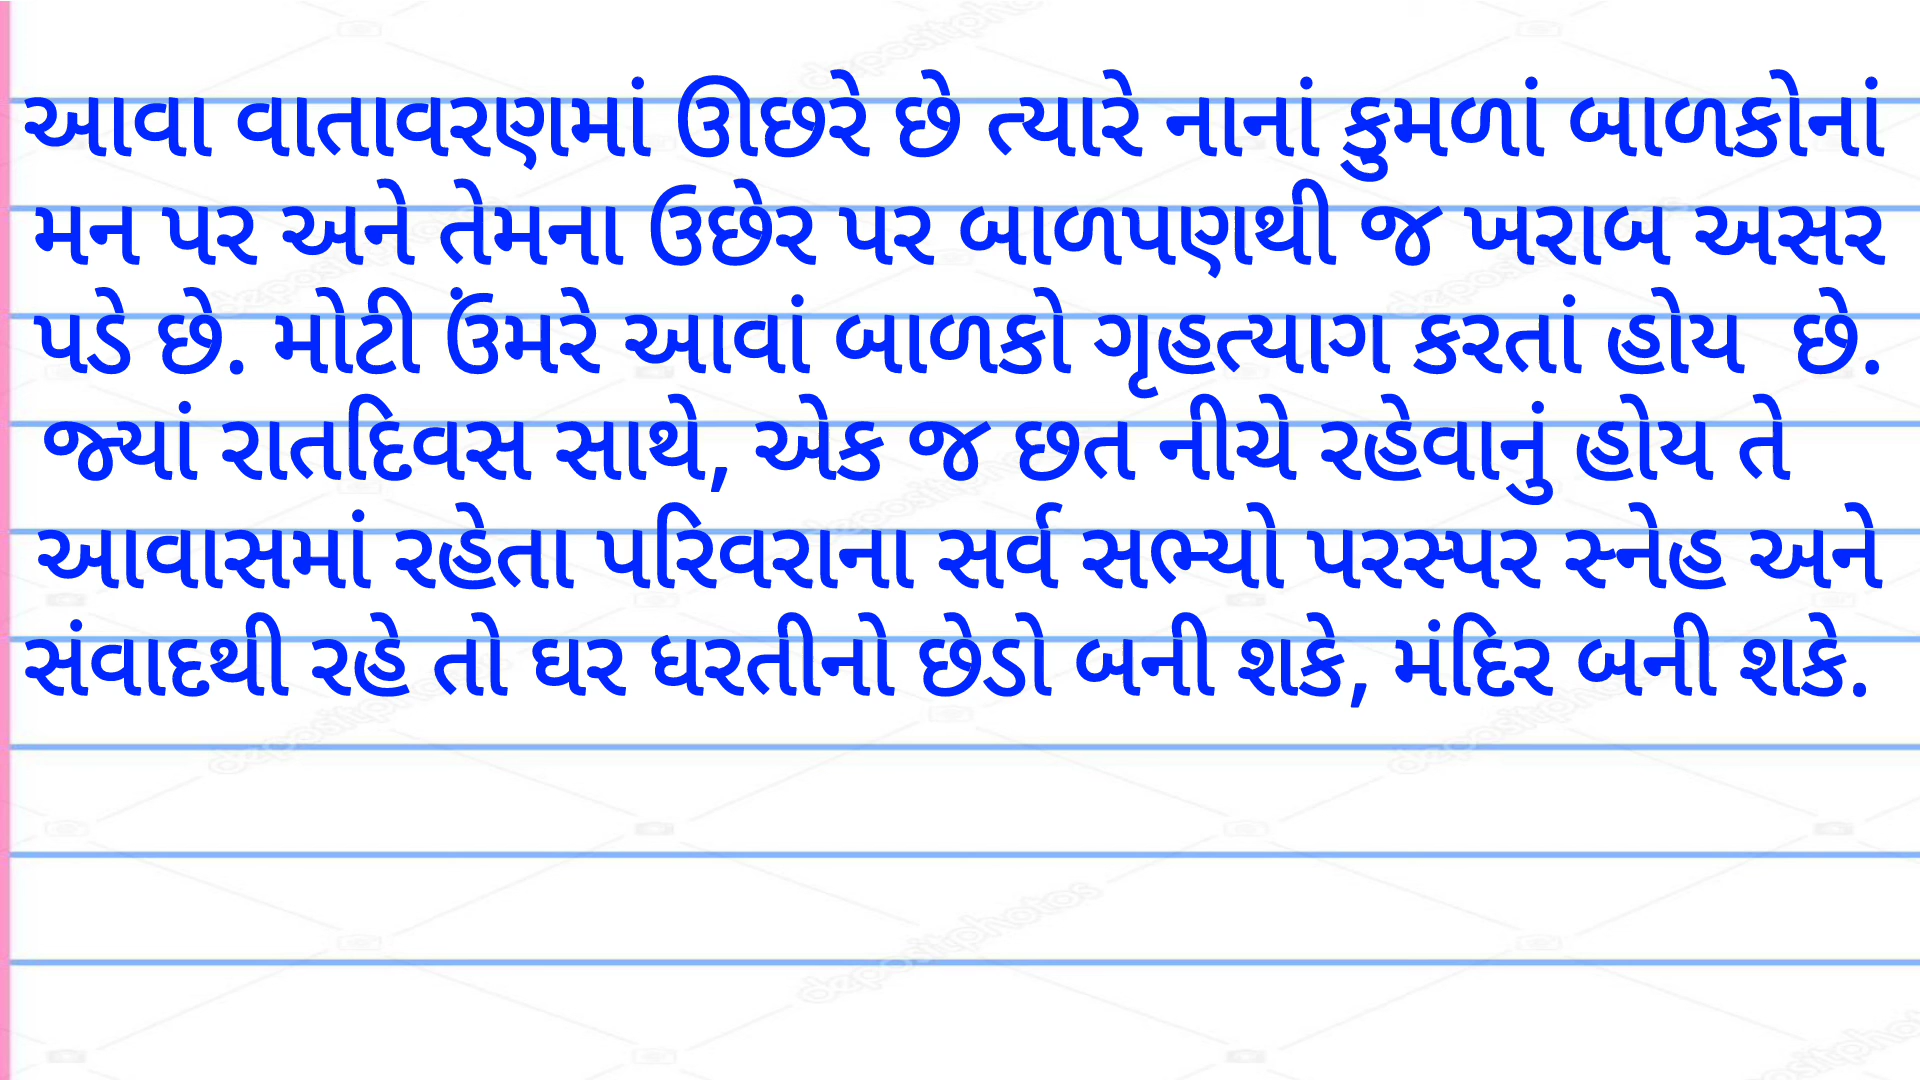 આવા વાતાવરણમાં ઊછરે છે ત્યારે નાનાં કુમળાં બાળકોનાં
મન પર અને તેમના ઉછેર પર બાળપણથી જ ખરાબ અસર
પડે છે. મોટી ઉંમરે આવાં બાળકો ગૃહત્યાગ કરતાં હોય  છે.
જ્યાં રાતદિવસ સાથે, એક જ છત નીચે રહેવાનું હોય તે
આવાસમાં રહેતા પરિવરાના સર્વ સભ્યો પરસ્પર સ્નેહ અને
સંવાદથી રહે તો ઘર ધરતીનો છેડો બની શકે, મંદિર બની શકે.
depositphotos